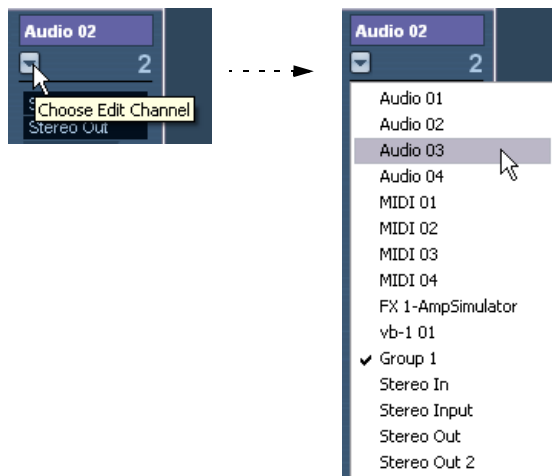 Audio 02
2
Choose Edit Channel
Stereo Out
Audio 02
2
Audio 01
Audio 02
Audio 03
Audio 04
MIDI 01
MIDI 02
MIDI 03
MIDI 04
FX 1-AmpSimulator
vb-1 01
Group 1
Stereo In
Stereo Input
Stereo Out
Stereo Out 2